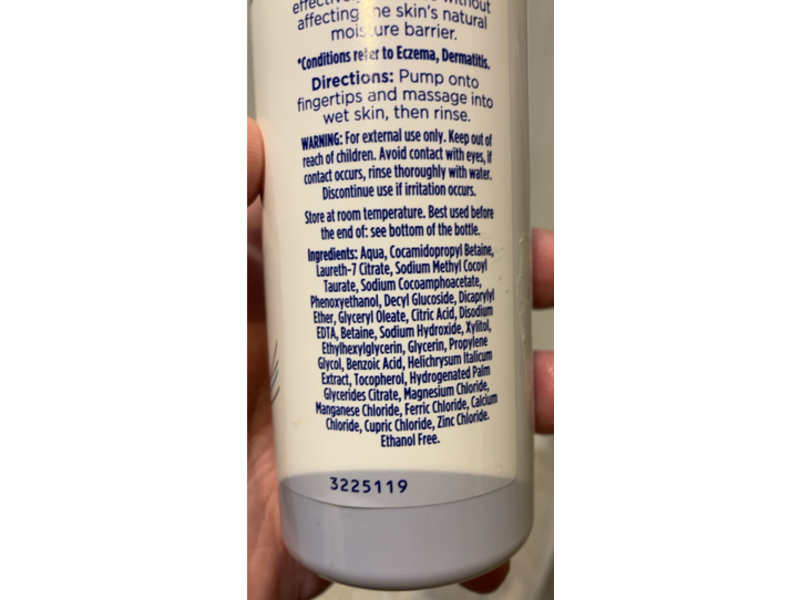 affecting the skin's natural
moisture barrier.
*Conditions refer to Eczema, Dermatitis.
Directions: Pump onto
fingertips and massage into
wet skin, then rinse.
WARNING: For external use only. Keep out of
reach of children. Avoid contact with eyes, if
contact occurs, rinse thoroughly with water.
Discontinue use if irritation occurs.
Store at room temperature. Best used before
the end of: see bottom of the bottle.
Ingredients: Aqua, Cocamidopropyl Betaine,
Laureth-7 Citrate, Sodium Methyl Cocoyl
Taurate, Sodium Cocoamphoacetate,
Phenoxyethanol, Decyl Glucoside, Dicaprylyl
Ether, Glyceryl Oleate, Citric Acid, Disodium
EDTA, Betaine, Sodium Hydroxide, Xylitol,
Ethylhexylglycerin, Glycerin, Propylene
Glycol, Benzoic Acid, Helichrysum Italicum
Extract, Tocopherol, Hydrogenated Palm
Glycerides Citrate, Magnesium Chloride,
Manganese Chloride, Ferric Chloride, Calcium
Chloride, Cupric Chloride, Zinc Chloride.
Ethanol Free.
3225119